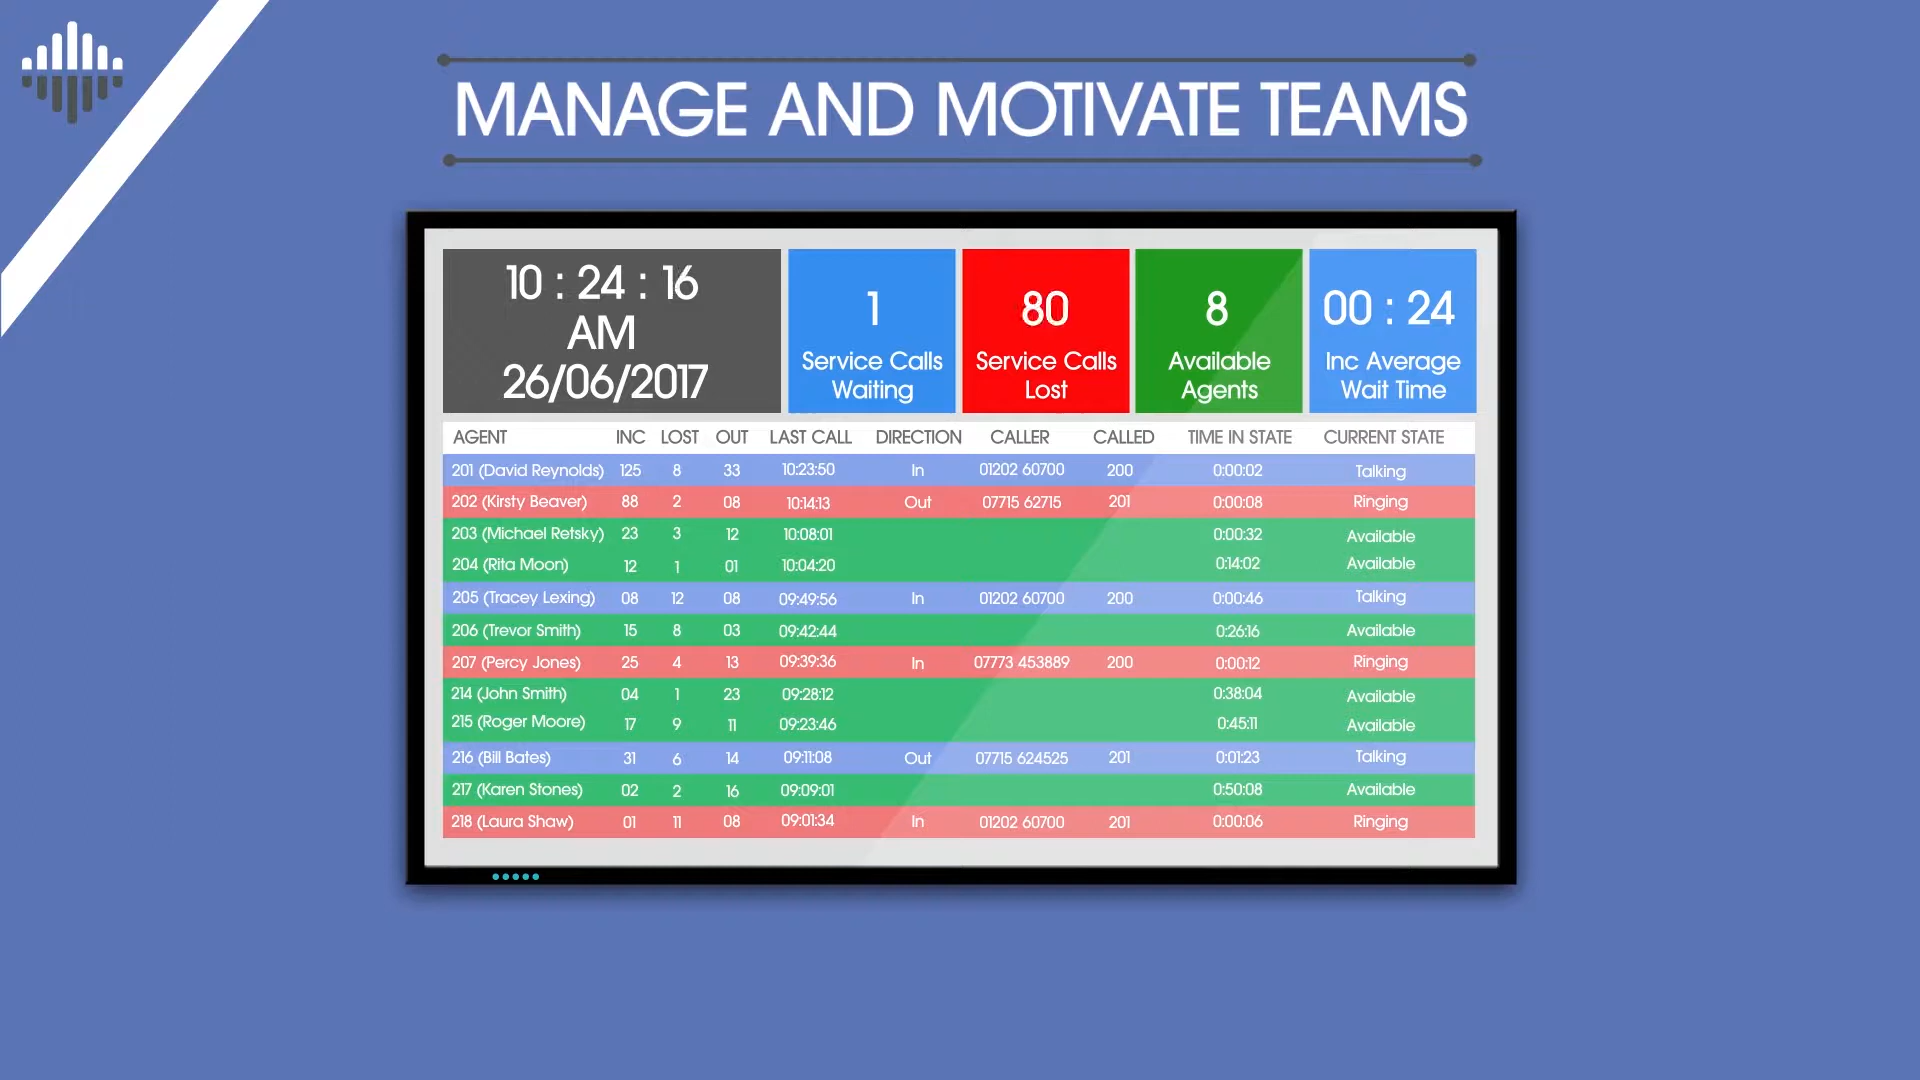 MANAGE AND MOTIVATE TEAMS
10 : 24 : 16
AM
26/06/2017
1
Service Calls
Waiting
80
Service Calls
Lost
8
Available
Agents
00 : 24
Inc Average
Wait Time
AGENT INC LOST OUT LAST CALL DIRECTION CALLER CALLED TIME IN STATE CURRENT STATE
201 (David Reynolds) 125 8 33 10:23:50 In 01202 60700 200 0:00:02 Talking
202 (Kirsty Beaver) 88 2 08 10:14:13 Out 07715 62715 201 0:00:08 Ringing
203 (Michael Retsky) 23 3 12 10:08:01 0:00:32 Available
204 (Rita Moon) 12 1 01 10:04:20 0:14:02 Available
205 (Tracey Lexing) 08 12 08 09:49:56 In 01202 60700 200 0:00:46 Talking
206 (Trevor Smith) 15 8 03 09:42:44 0:26:16 Available
207 (Percy Jones) 25 4 13 09:39:36 In 07773 453889 200 0:00:12 Ringing
214 (John Smith) 04 1 23 09:28:12 0:38:04 Available
215 (Roger Moore) 17 9 11 09:23:46 0:45:11 Available
216 (Bill Bates) 31 6 14 09:11:08 Out 07715 624525 201 0:01:23 Talking
217 (Karen Stones) 02 2 16 09:09:01 0:50:08 Available
218 (Laura Shaw) 01 11 08 09:01:34 In 01202 60700 201 0:00:06 Ringing